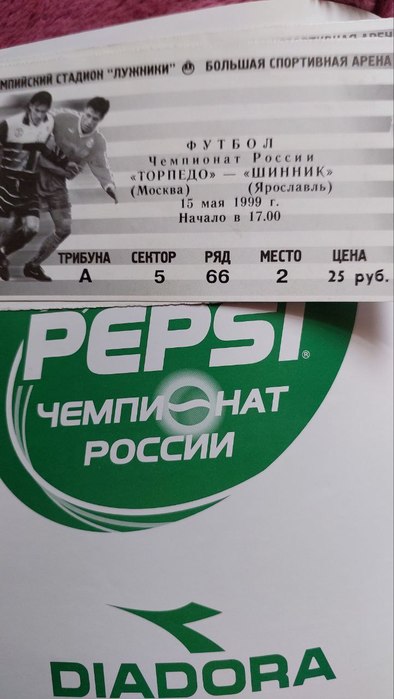 МПИЙСКИЙ СТАДИОН "ЛУЖНИКИ" БОЛЬШАЯ СПОРТИВНАЯ АРЕНА
ФУТБОЛ
Чемпионат России
«ТОРПЕДО» — «ШИННИК»
(Москва) (Ярославль)
15 мая 1999 г.
Начало в 17.00
ТРИБУНА СЕКТОР РЯД МЕСТО ЦЕНА
А 5 66 2 25 руб.
PEPSI®
ЧЕМПИОНАТ
РОССИИ
DIADORA